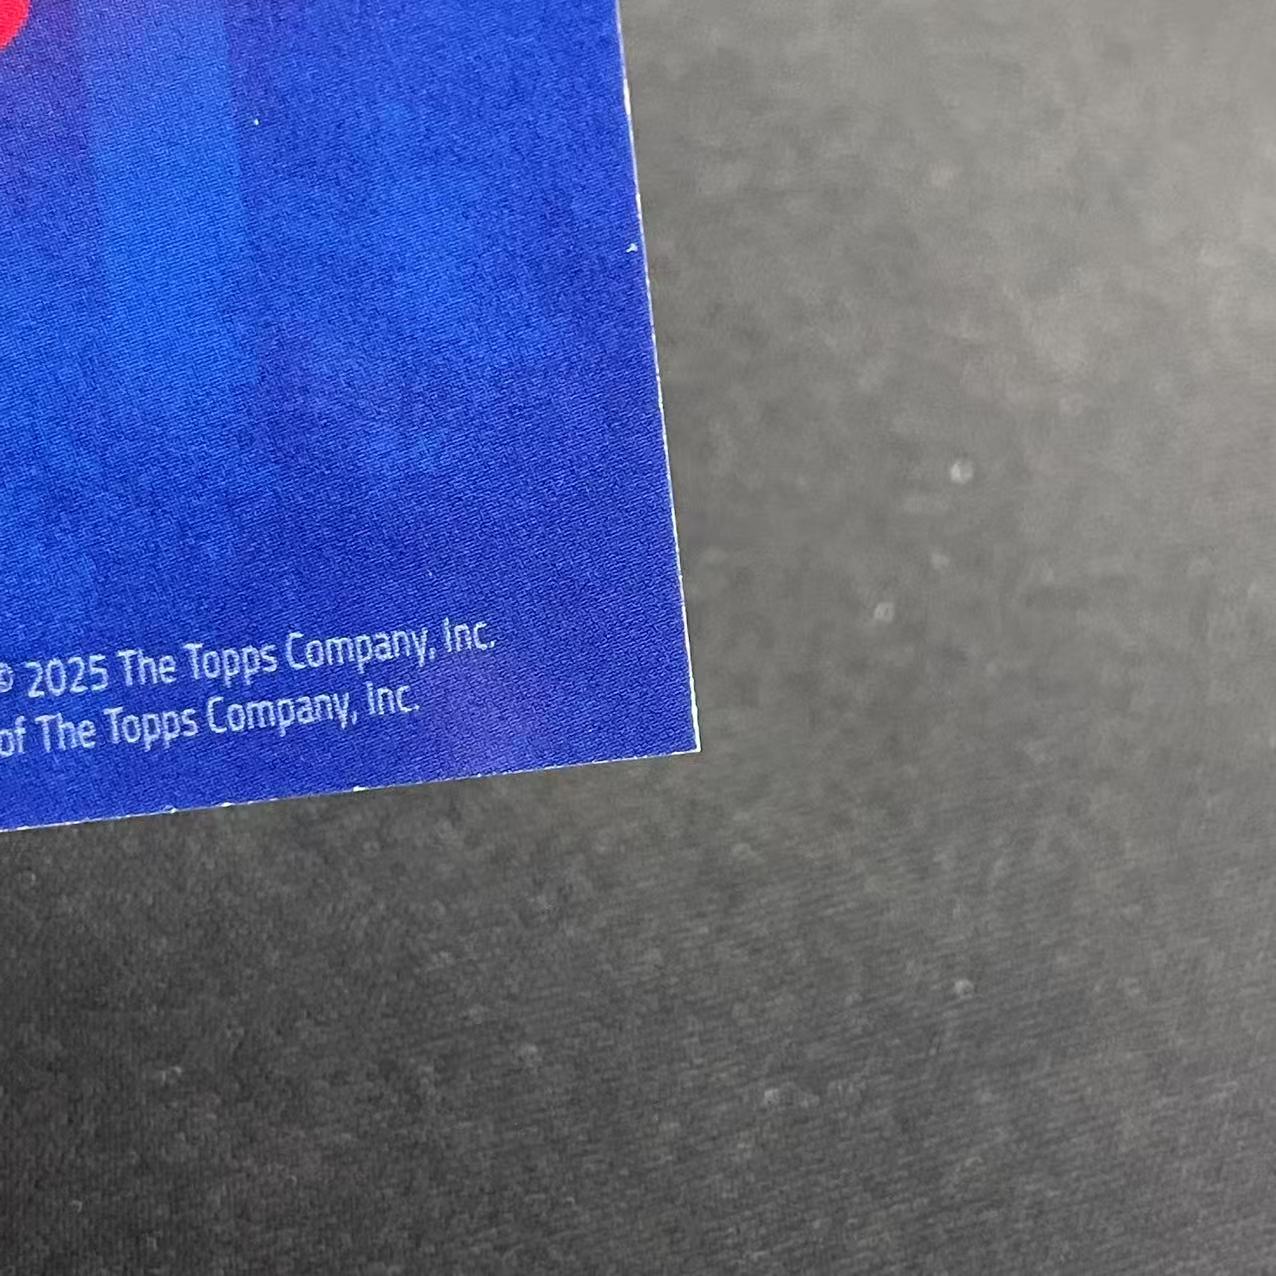 © 2025 The Topps Company, Inc.
of The Topps Company, Inc.